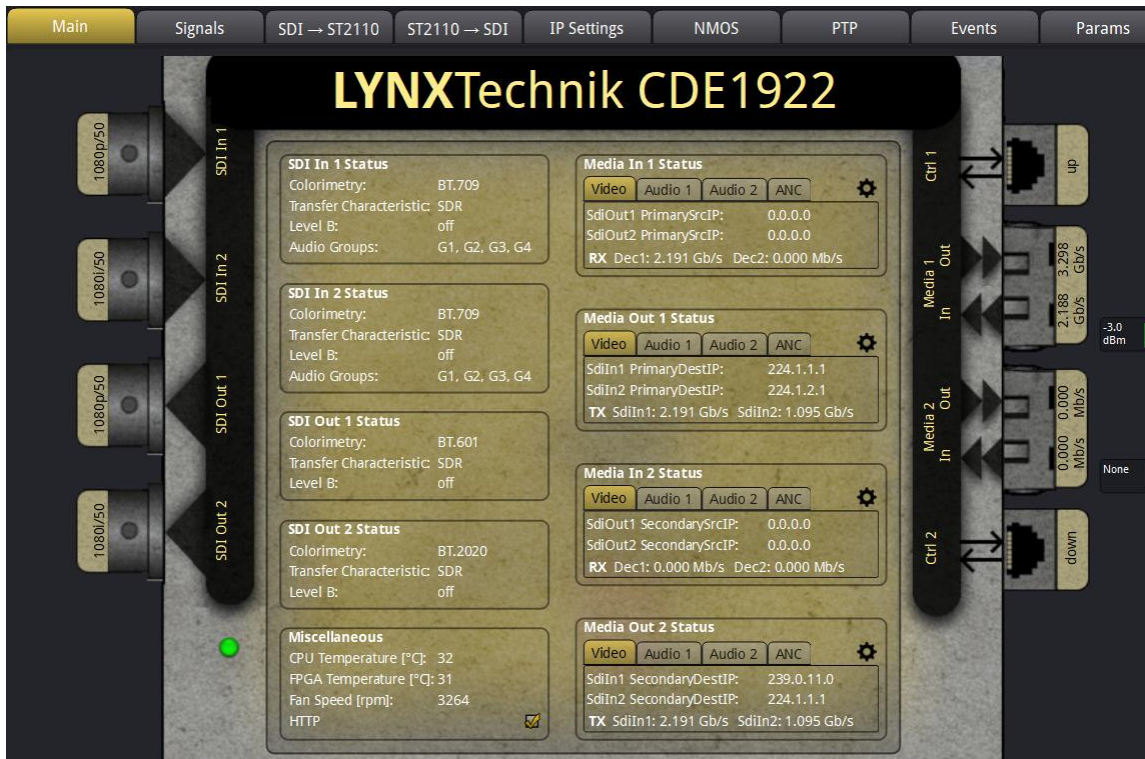 Main Signals SDI → ST2110 ST2110 → SDI IP Settings NMOS PTP Events Params
LYNXTechnik CDE1922
1080p/50
SDI In 1
1080i/50
SDI In 2
1080p/50
SDI Out 1
1080i/50
SDI Out 2
SDI In 1 Status
Colorimetry: BT.709
Transfer Characteristic: SDR
Level B: off
Audio Groups: G1, G2, G3, G4
SDI In 2 Status
Colorimetry: BT.709
Transfer Characteristic: SDR
Level B: off
Audio Groups: G1, G2, G3, G4
SDI Out 1 Status
Colorimetry: BT.601
Transfer Characteristic: SDR
Level B: off
SDI Out 2 Status
Colorimetry: BT.2020
Transfer Characteristic: SDR
Level B: off
Miscellaneous
CPU Temperature [°C]: 32
FPGA Temperature [°C]: 31
Fan Speed [rpm]: 3264
HTTP
Media In 1 Status
Video Audio 1 Audio 2 ANC
SdiOut1 PrimarySrcIP: 0.0.0.0
SdiOut2 PrimarySrcIP: 0.0.0.0
RX Dec1: 2.191 Gb/s Dec2: 0.000 Mb/s
Media Out 1 Status
Video Audio 1 Audio 2 ANC
SdiIn1 PrimaryDestIP: 224.1.1.1
SdiIn2 PrimaryDestIP: 224.1.2.1
TX SdiIn1: 2.191 Gb/s SdiIn2: 1.095 Gb/s
Media In 2 Status
Video Audio 1 Audio 2 ANC
SdiOut1 SecondarySrcIP: 0.0.0.0
SdiOut2 SecondarySrcIP: 0.0.0.0
RX Dec1: 0.000 Mb/s Dec2: 0.000 Mb/s
Media Out 2 Status
Video Audio 1 Audio 2 ANC
SdiIn1 SecondaryDestIP: 239.0.11.0
SdiIn2 SecondaryDestIP: 224.1.1.1
TX SdiIn1: 2.191 Gb/s SdiIn2: 1.095 Gb/s
Ctrl 1
up
Media 1
Out
In
3.298
Gb/s
2.188
Gb/s
-3.0
dBm
Media 2
Out
In
0.000
Mb/s
0.000
Mb/s
None
Ctrl 2
down